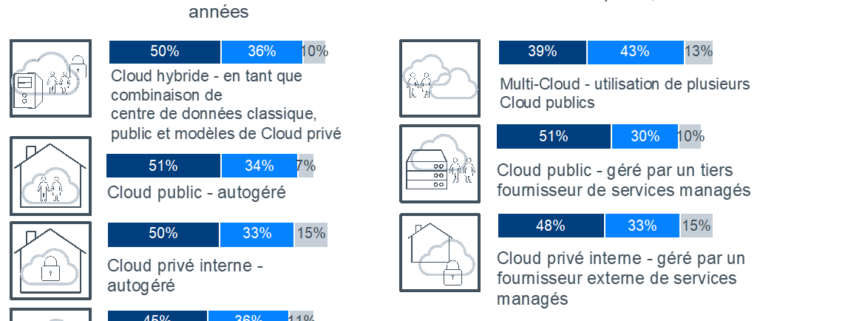 années
50% 36% 10%
Cloud hybride - en tant que
combinaison de
centre de données classique,
public et modèles de Cloud privé
51% 34% 7%
Cloud public - autogéré
50% 33% 15%
Cloud privé interne -
autogéré
45% 36% 11%
39% 43% 13%
Multi-Cloud - utilisation de plusieurs
Cloud publics
51% 30% 10%
Cloud public - géré par un tiers
fournisseur de services managés
48% 33% 15%
Cloud privé interne - géré par un
fournisseur externe de services
managés